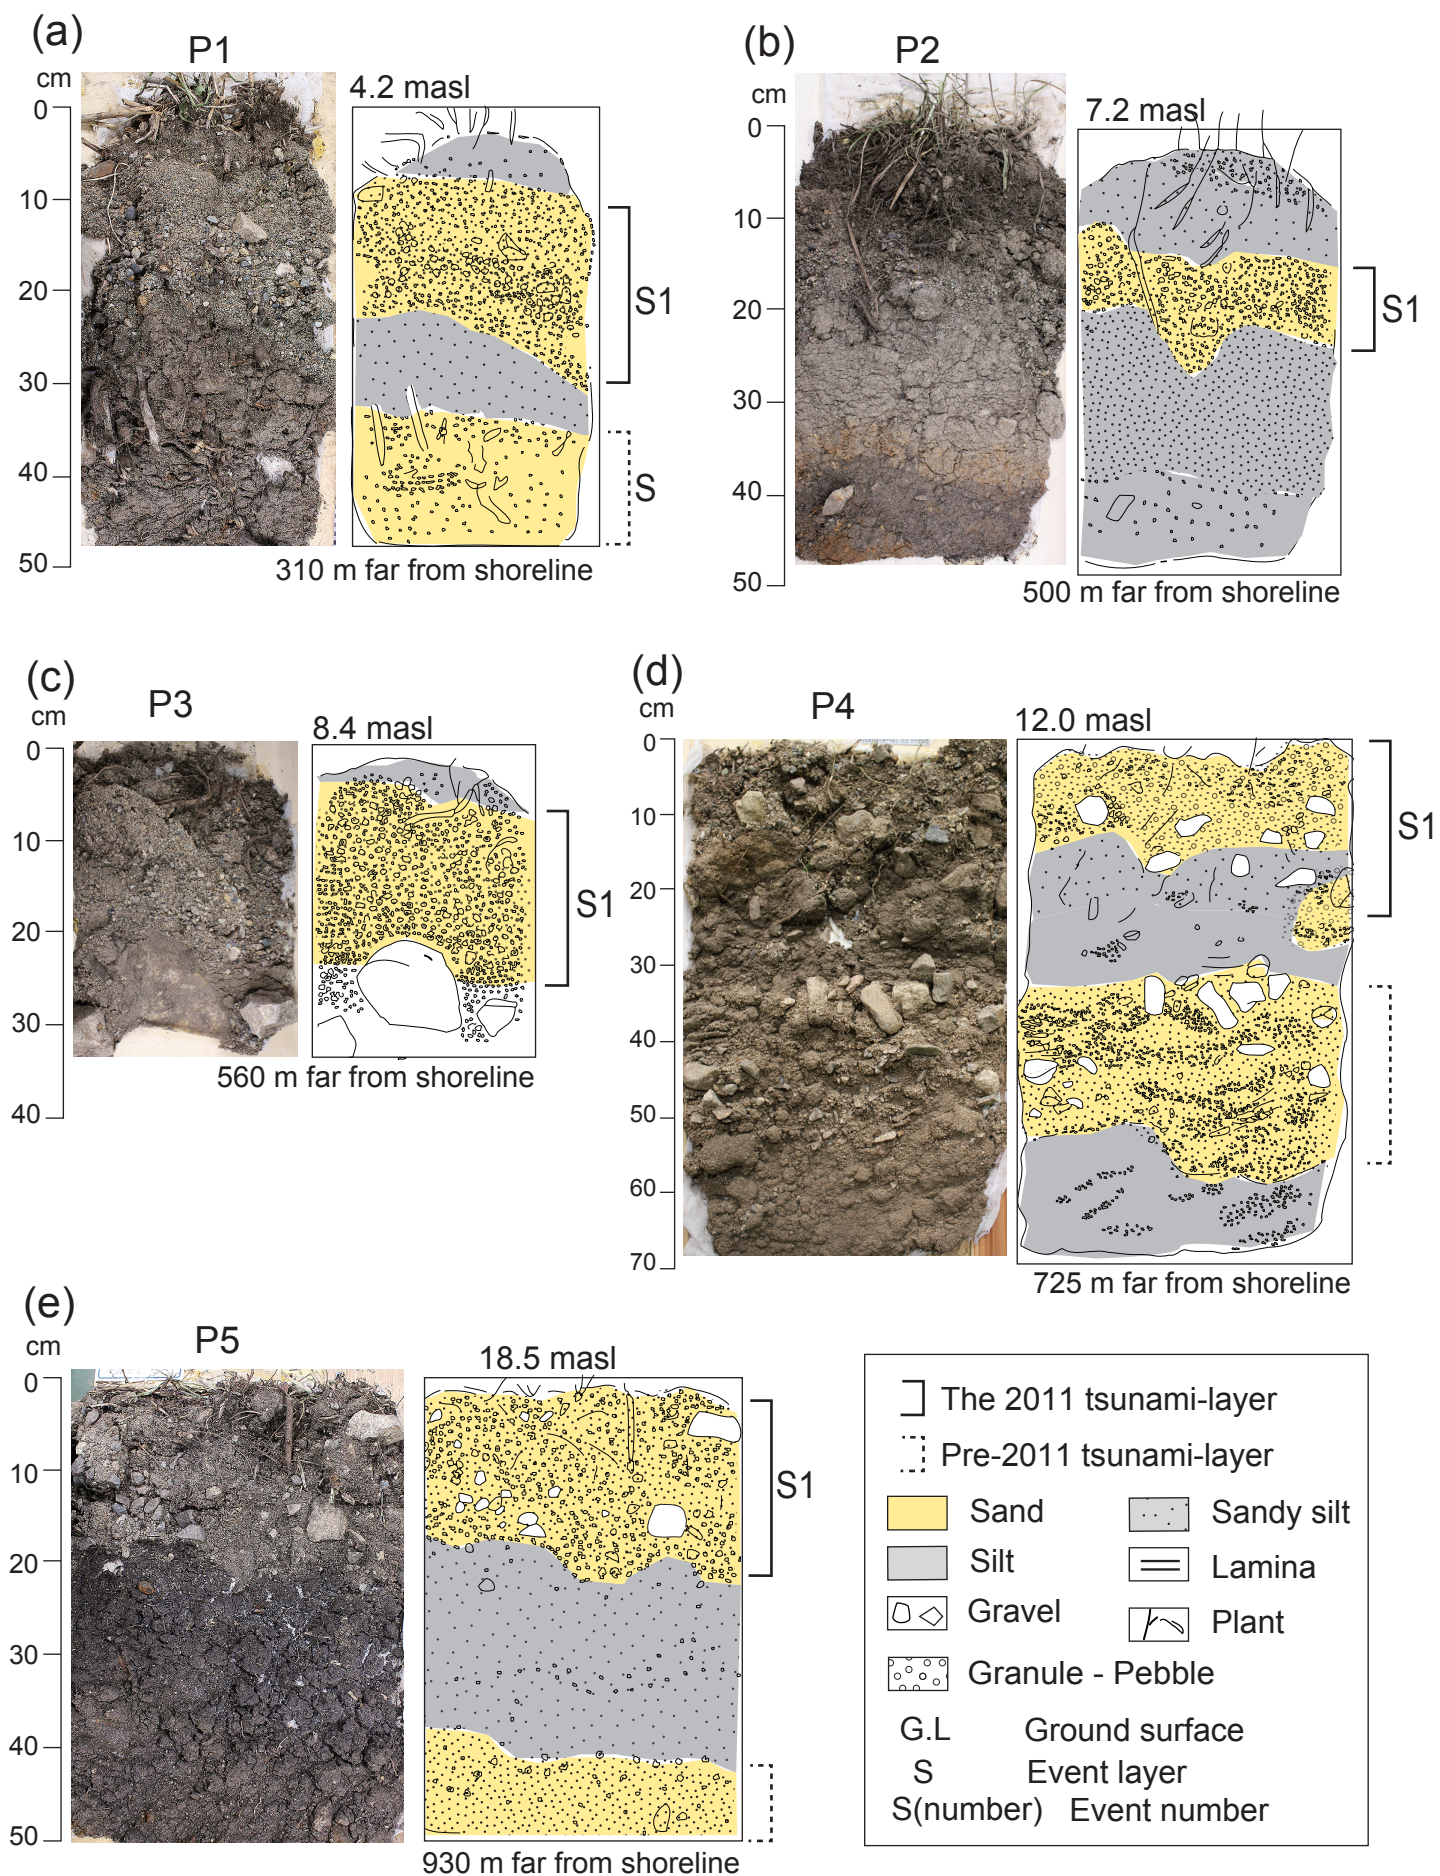 (a)
P1
cm
4.2 masl
0
10
20
30
40
50
S1
S
310 m far from shoreline
(b)
P2
cm
7.2 masl
0
10
20
30
40
50
S1
500 m far from shoreline
(c)
P3
cm
8.4 masl
0
10
20
30
40
S1
560 m far from shoreline
(d)
P4
cm
12.0 masl
0
10
20
30
40
50
60
70
S1
725 m far from shoreline
(e)
P5
cm
18.5 masl
0
10
20
30
40
50
S1
930 m far from shoreline
The 2011 tsunami-layer
Pre-2011 tsunami-layer
Sand Sandy silt
Silt Lamina
Gravel Plant
Granule - Pebble
G.L Ground surface
S Event layer
S(number) Event number